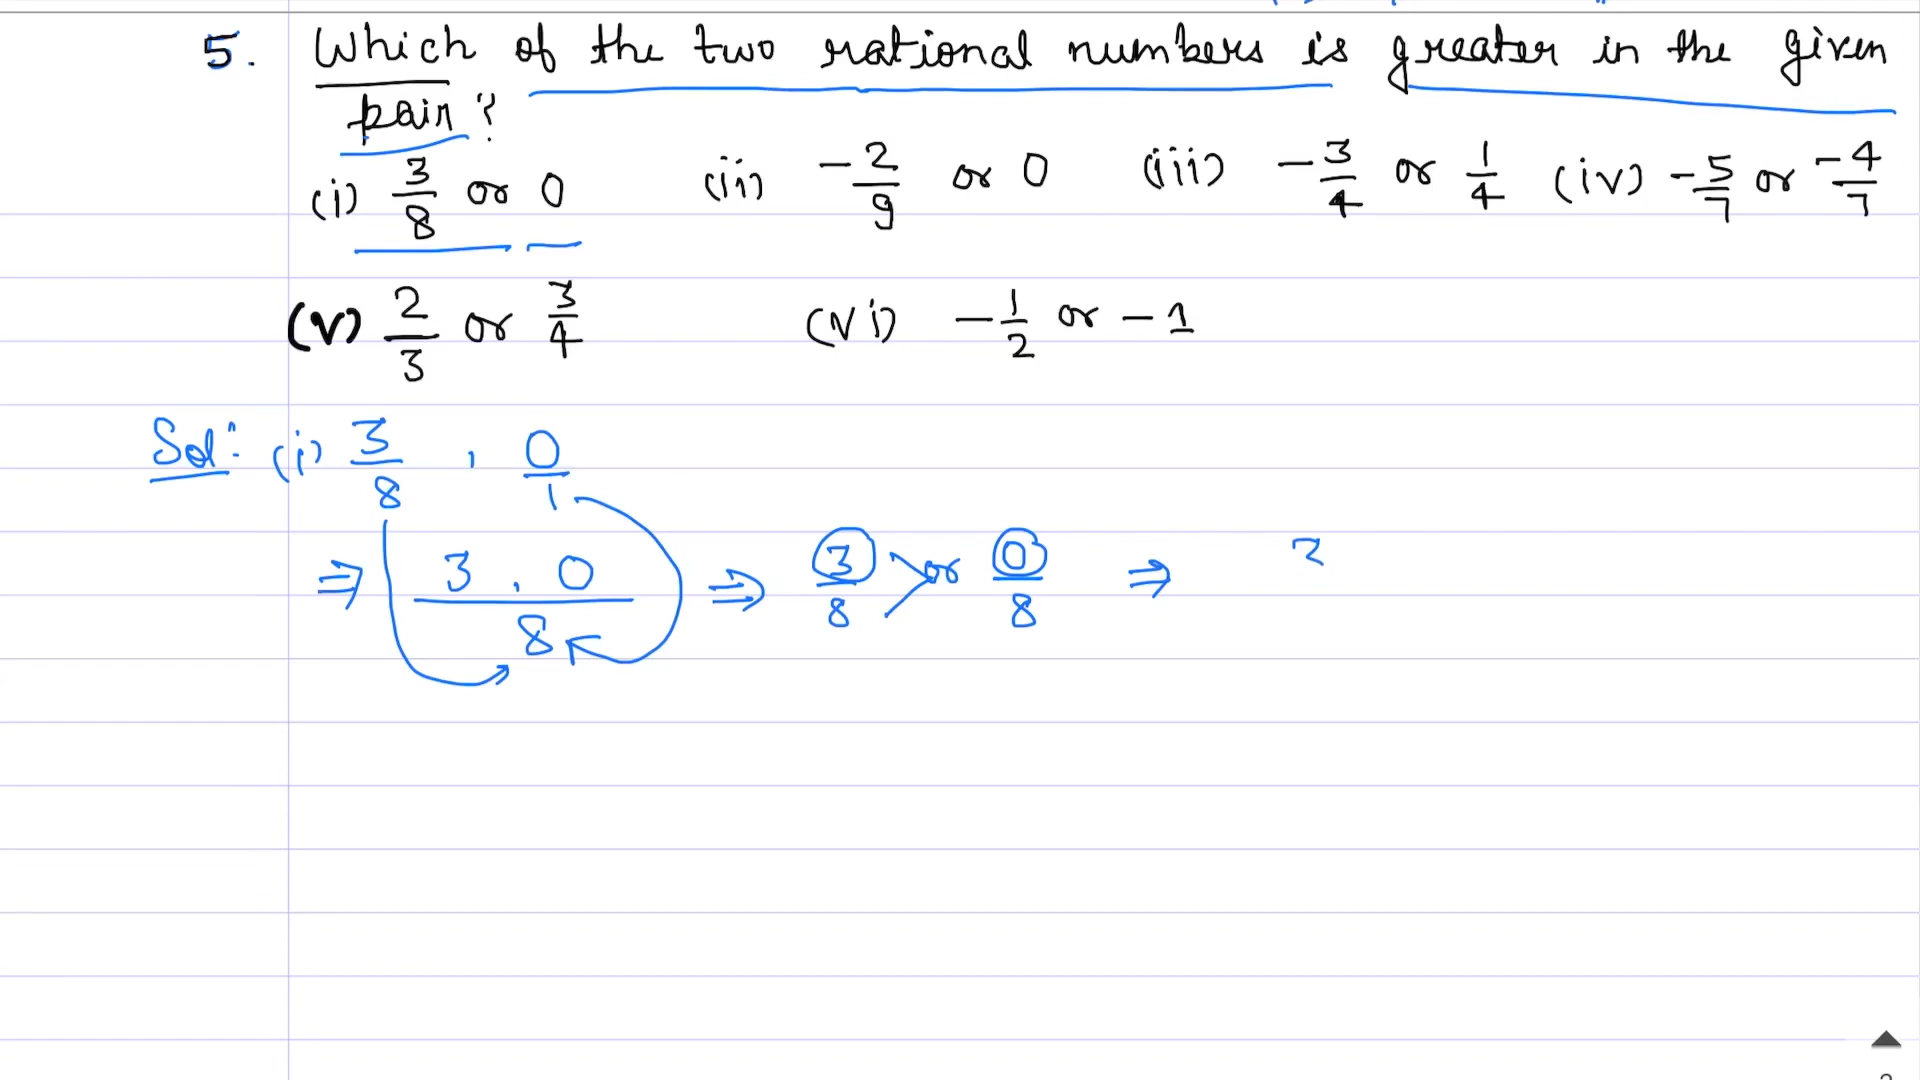 5. Which of the two rational numbers is greater in the given
pair?
(i) 3/8 or 0 (ii) -2/9 or 0 (iii) -3/4 or 1/4 (iv) -5/7 or -4/7
(v) 2/3 or 3/4 (vi) -1/2 or -1
Sol: (i) 3/8 , 0/1
⇒ 3 , 0 / 8 ⇒ 3/8 > or 0/8 ⇒